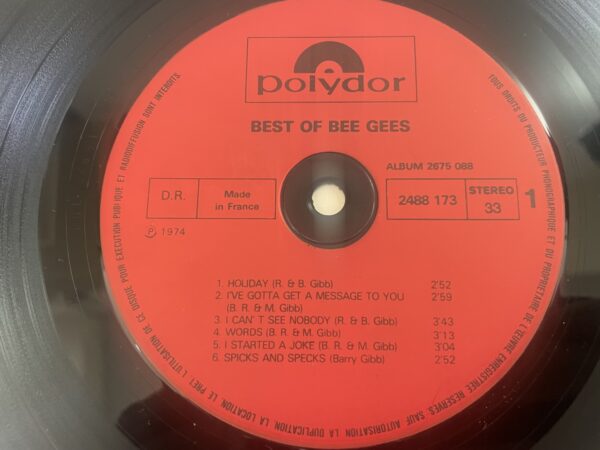 polydor
BEST OF BEE GEES
ALBUM 2675 088
D.R.
Made
in France
2488 173
STEREO
33
1
℗ 1974
1. HOLIDAY (R. & B. Gibb) 2'52
2. I'VE GOTTA GET A MESSAGE TO YOU 2'59
(B. R. & M. Gibb)
3. I CAN'T SEE NOBODY (R. & B. Gibb) 3'43
4. WORDS (B. R. & M. Gibb) 3'13
5. I STARTED A JOKE (B. R. & M. Gibb) 3'04
6. SPICKS AND SPECKS (Barry Gibb) 2'52
TOUS DROITS DU PRODUCTEUR PHONOGRAPHIQUE ET DU PROPRIETAIRE DE L'ŒUVRE ENREGISTREE RESERVES. SAUF AUTORISATION LA DUPLICATION LA LOCATION LE PRET L'UTILISATION DE CE DISQUE POUR EXECUTION PUBLIQUE ET RADIODIFFUSION SONT INTERDITS.